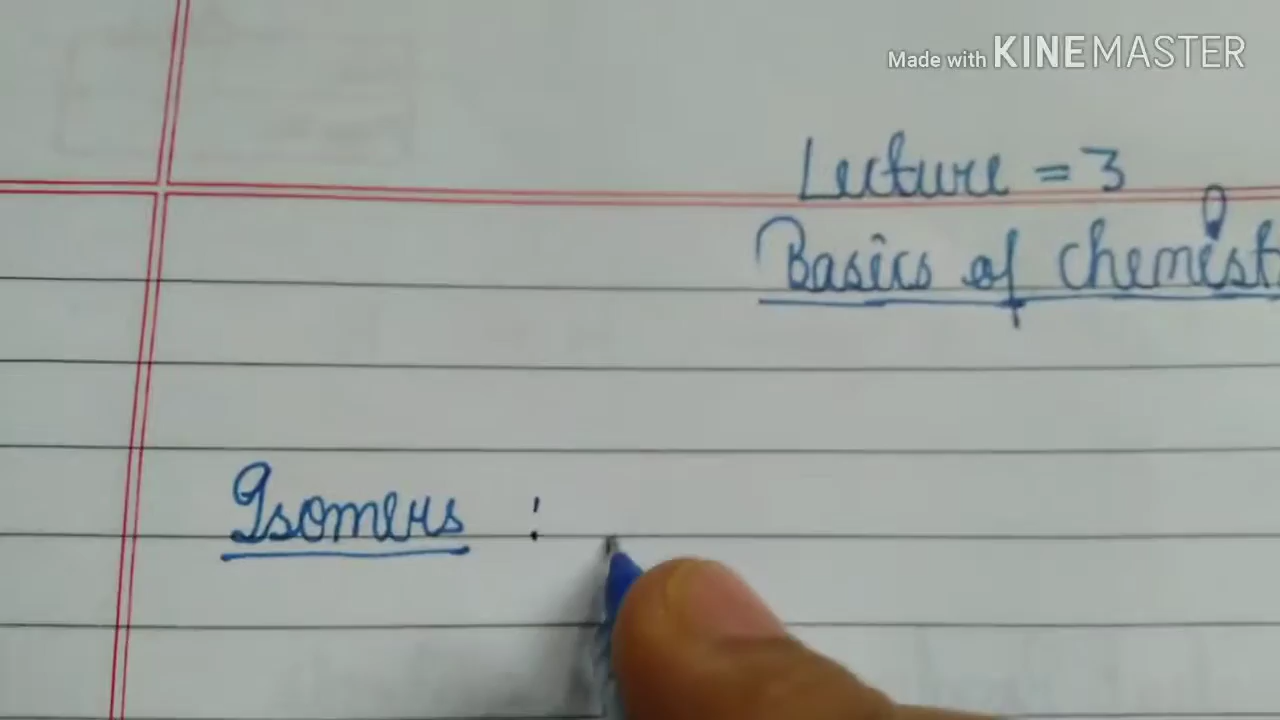 Made with KINEMASTER
Lecture = 3
Basics of Chemist
Isomers :